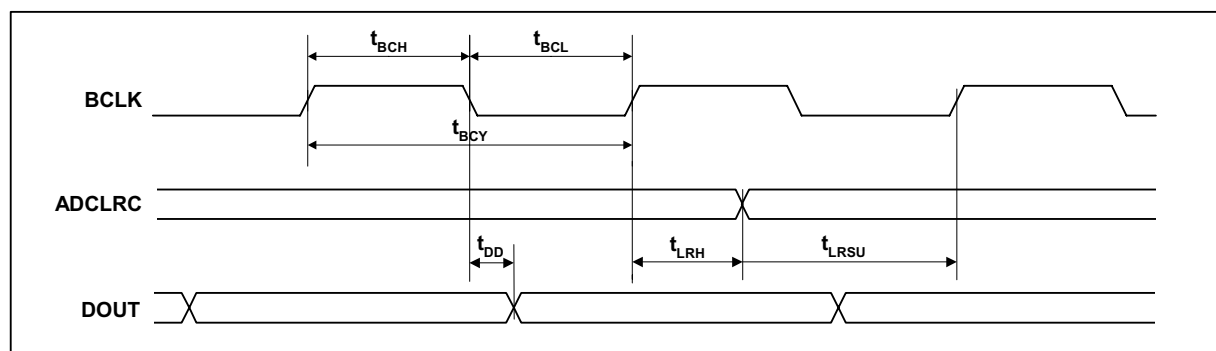 tBCH
tBCL
BCLK
tBCY
ADCLRC
tDD
tLRH
tLRSU
DOUT